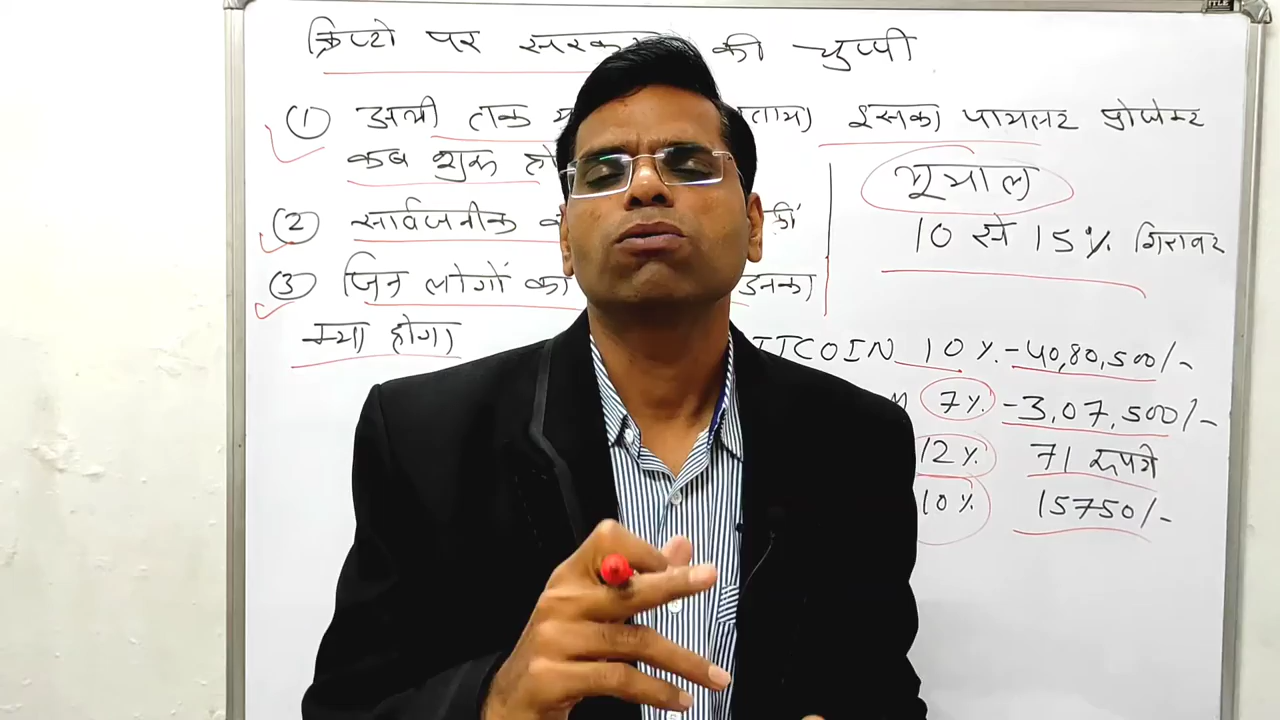 क्रिप्टो पर सरकार की चुप्पी
(1) अभी तक इसका पायलट प्रोजेक्ट
कब शुरू
(2) सार्वजनीक
(3) जिन लोगों का उनका
क्या होगा
भूचाल
10 से 15% गिरावट
ITCOIN 10% -40,80,500/-
7% -3,07,500/-
12% 71 रूपये
10% 15750/-
ITLE